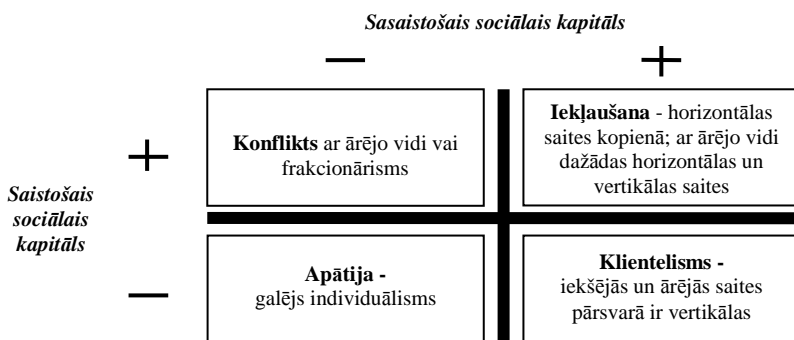 Sasaistošais sociālais kapitāls
— +
+
Konflikts ar ārējo vidi vai
frakcionārisms
Iekļaušana - horizontālas
saites kopienā; ar ārējo vidi
dažādas horizontālas un
vertikālas saites
Saistošais
sociālais
kapitāls
—
Apātija -
galējs individuālisms
Klientelisms -
iekšējās un ārējās saites
pārsvarā ir vertikālas